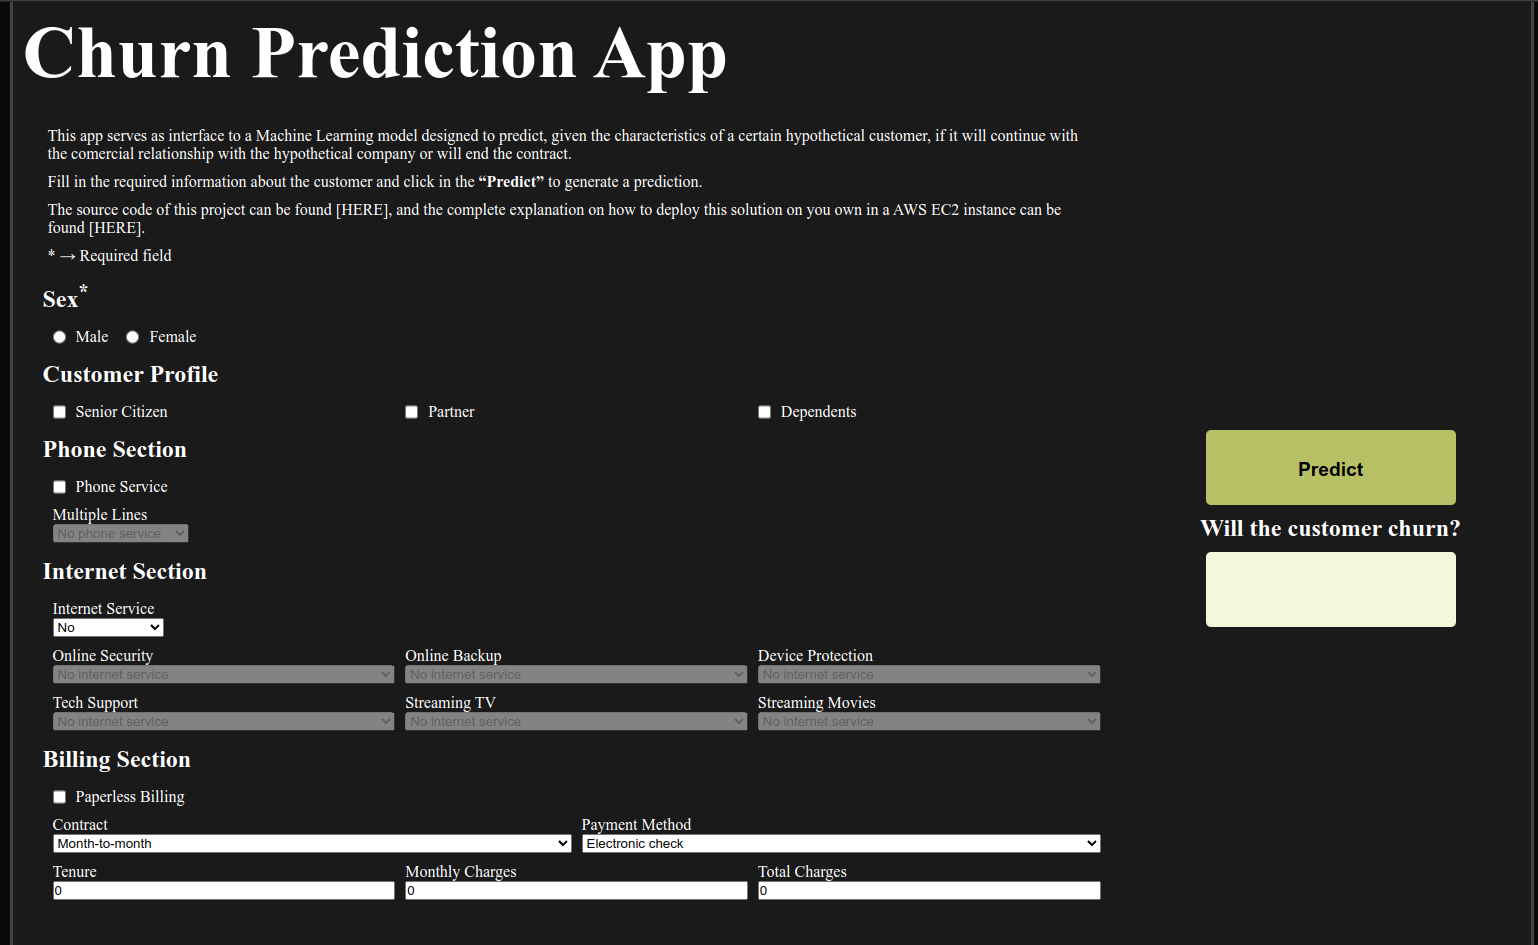 Churn Prediction App
This app serves as interface to a Machine Learning model designed to predict, given the characteristics of a certain hypothetical customer, if it will continue with
the comercial relationship with the hypothetical company or will end the contract.
Fill in the required information about the customer and click in the “Predict” to generate a prediction.
The source code of this project can be found [HERE], and the complete explanation on how to deploy this solution on you own in a AWS EC2 instance can be
found [HERE].
* → Required field
Sex*
Male Female
Customer Profile
Senior Citizen Partner Dependents
Phone Section
Phone Service
Multiple Lines
No phone service
Internet Section
Internet Service
No
Online Security Online Backup Device Protection
No internet service No internet service No internet service
Tech Support Streaming TV Streaming Movies
No internet service No internet service No internet service
Billing Section
Paperless Billing
Contract Payment Method
Month-to-month Electronic check
Tenure Monthly Charges Total Charges
0 0 0
Predict
Will the customer churn?